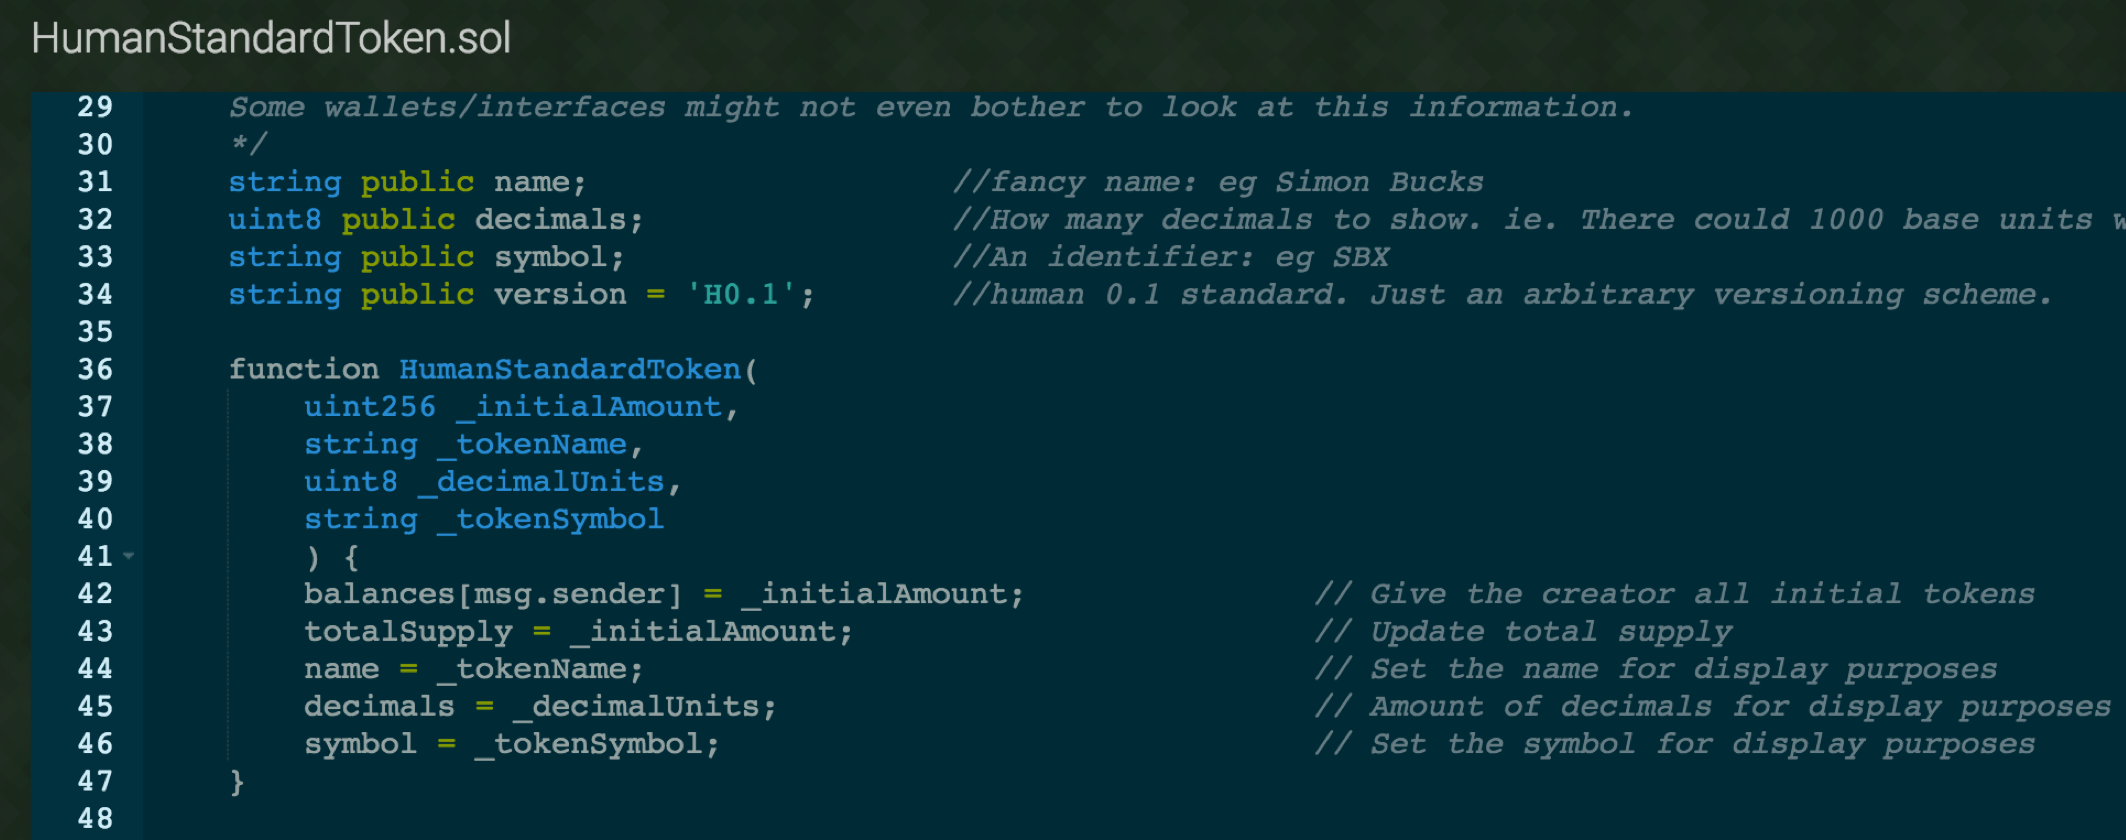 HumanStandardToken.sol
29 Some wallets/interfaces might not even bother to look at this information.
30 */
31 string public name; //fancy name: eg Simon Bucks
32 uint8 public decimals; //How many decimals to show. ie. There could 1000 base units w
33 string public symbol; //An identifier: eg SBX
34 string public version = 'H0.1'; //human 0.1 standard. Just an arbitrary versioning scheme.
35
36 function HumanStandardToken(
37 uint256 _initialAmount,
38 string _tokenName,
39 uint8 _decimalUnits,
40 string _tokenSymbol
41 ) {
42 balances[msg.sender] = _initialAmount; // Give the creator all initial tokens
43 totalSupply = _initialAmount; // Update total supply
44 name = _tokenName; // Set the name for display purposes
45 decimals = _decimalUnits; // Amount of decimals for display purposes
46 symbol = _tokenSymbol; // Set the symbol for display purposes
47 }
48